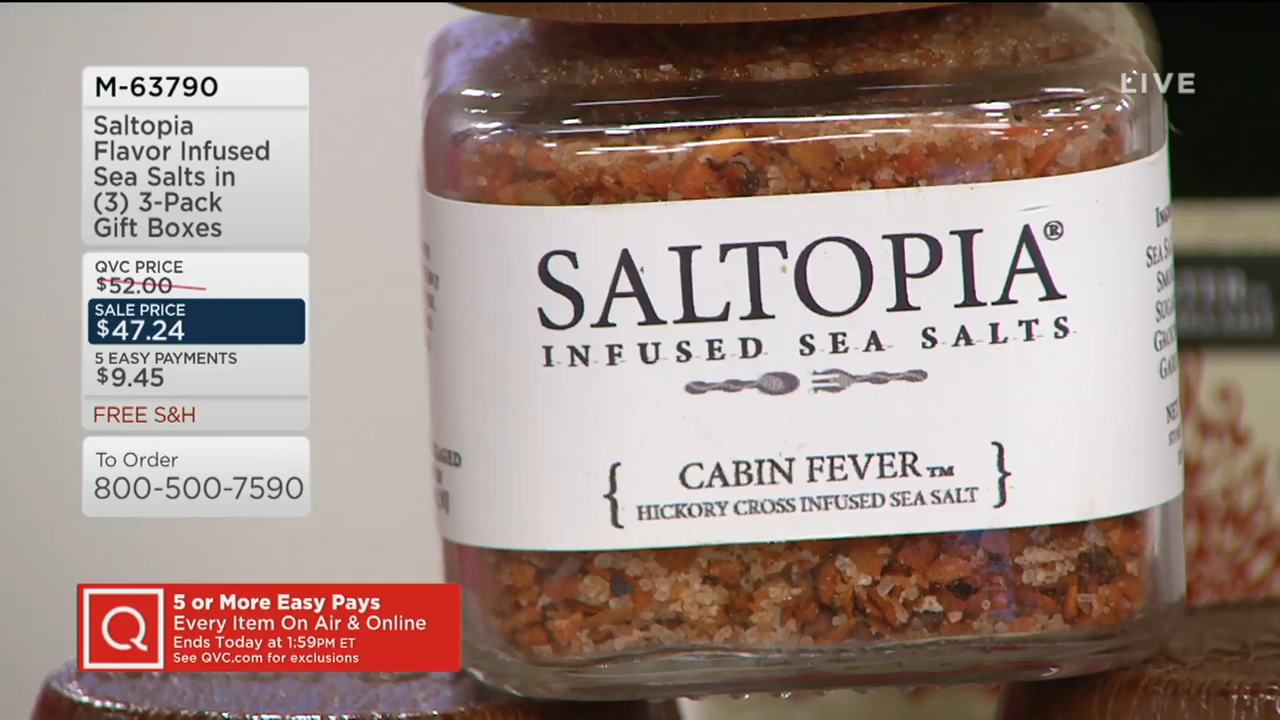 M-63790
Saltopia
Flavor Infused
Sea Salts in
(3) 3-Pack
Gift Boxes
QVC PRICE
$52.00
SALE PRICE
$47.24
5 EASY PAYMENTS
$9.45
FREE S&H
To Order
800-500-7590
Q
5 or More Easy Pays
Every Item On Air & Online
Ends Today at 1:59PM ET
See QVC.com for exclusions
LIVE
SALTOPIA®
INFUSED SEA SALTS
{ CABIN FEVER™ }
HICKORY CROSS INFUSED SEA SALT